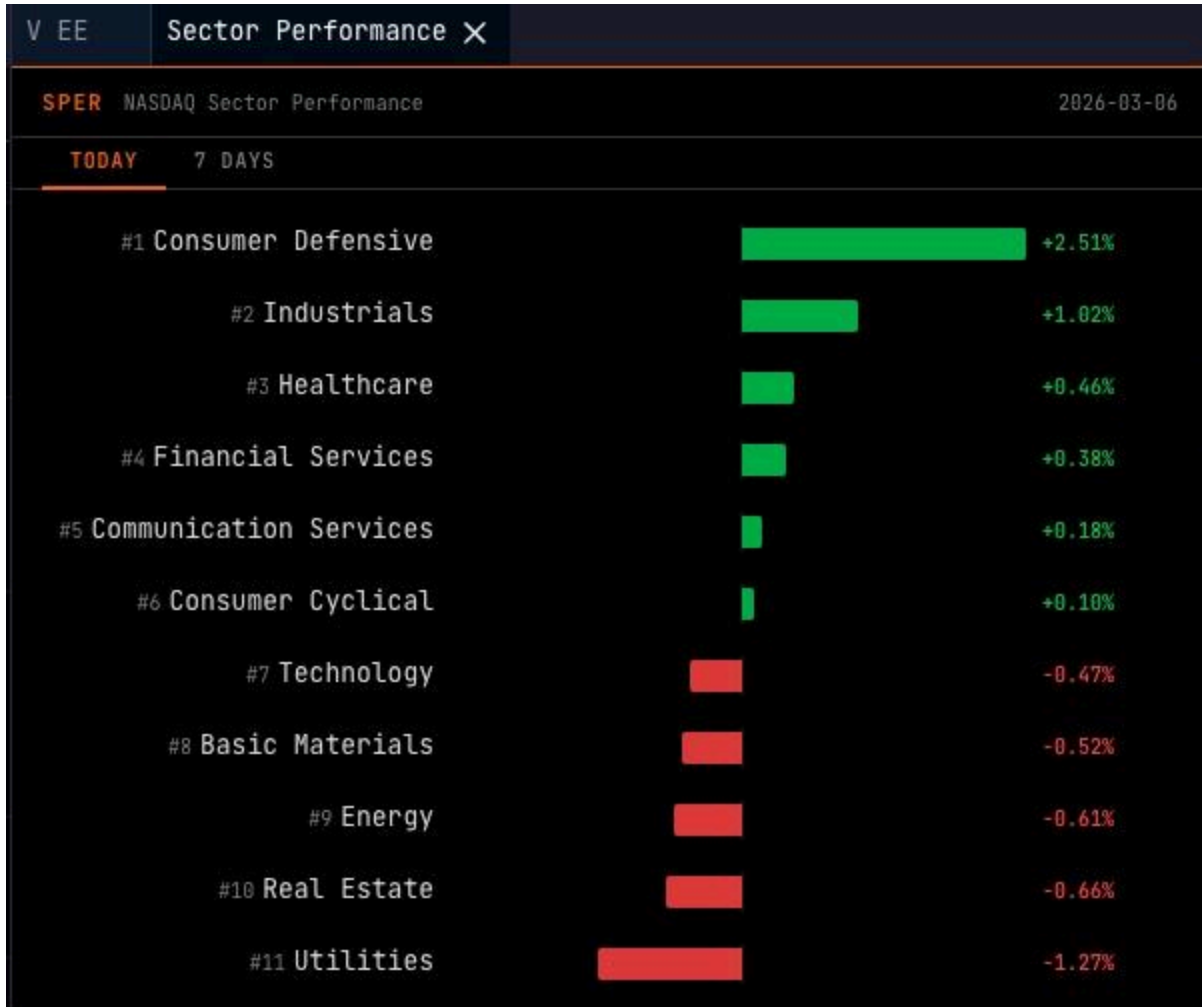 V EE
Sector Performance ×
SPER NASDAQ Sector Performance 2026-03-06
TODAY 7 DAYS
#1 Consumer Defensive +2.51%
#2 Industrials +1.02%
#3 Healthcare +0.46%
#4 Financial Services +0.38%
#5 Communication Services +0.18%
#6 Consumer Cyclical +0.10%
#7 Technology -0.47%
#8 Basic Materials -0.52%
#9 Energy -0.61%
#10 Real Estate -0.66%
#11 Utilities -1.27%